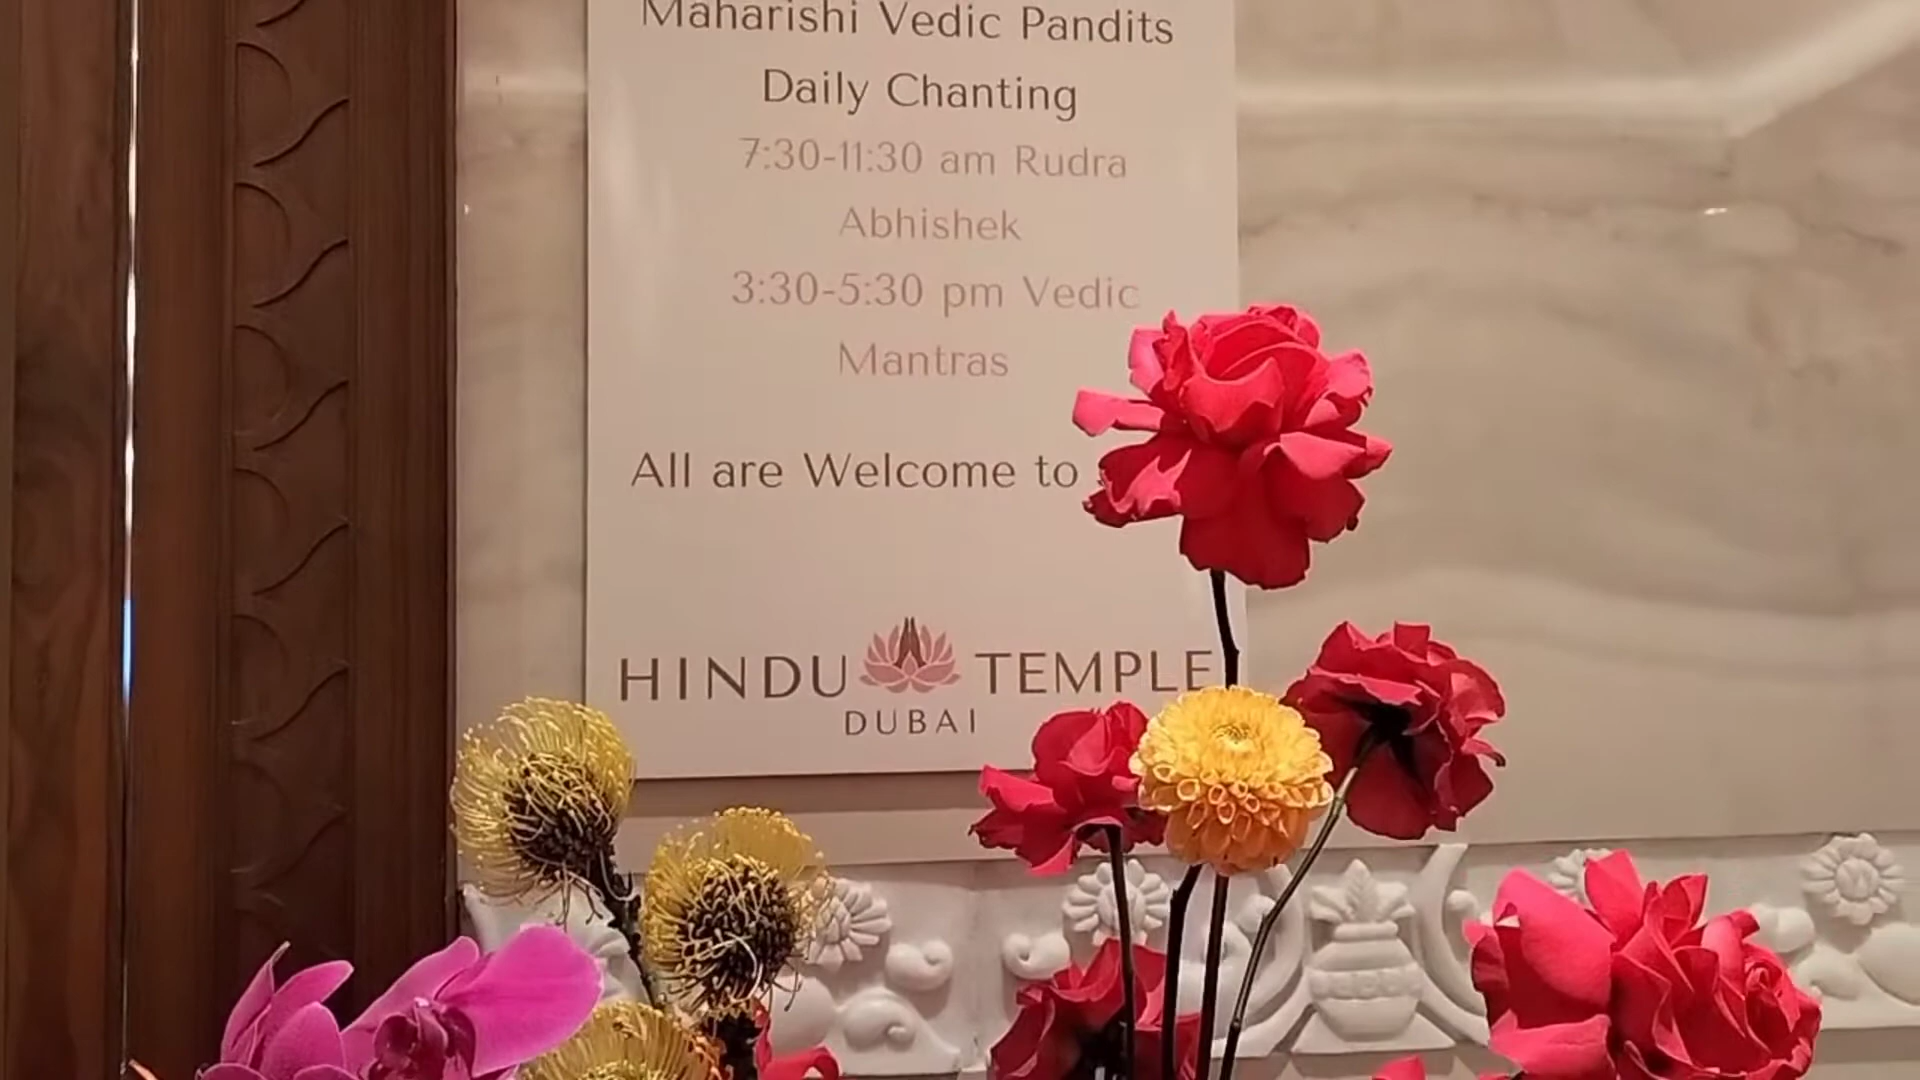 Maharishi Vedic Pandits
Daily Chanting
7:30-11:30 am Rudra
Abhishek
3:30-5:30 pm Vedic
Mantras
All are Welcome to
HINDU TEMPLE
DUBAI